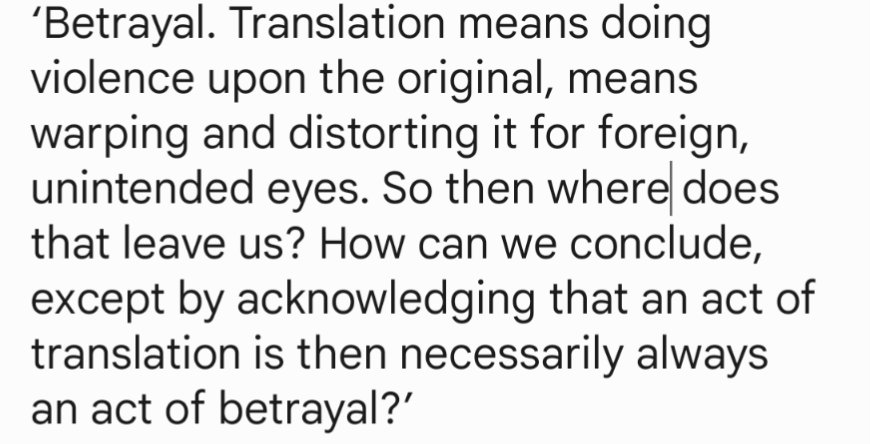 ‘Betrayal. Translation means doing
violence upon the original, means
warping and distorting it for foreign,
unintended eyes. So then where does
that leave us? How can we conclude,
except by acknowledging that an act of
translation is then necessarily always
an act of betrayal?’